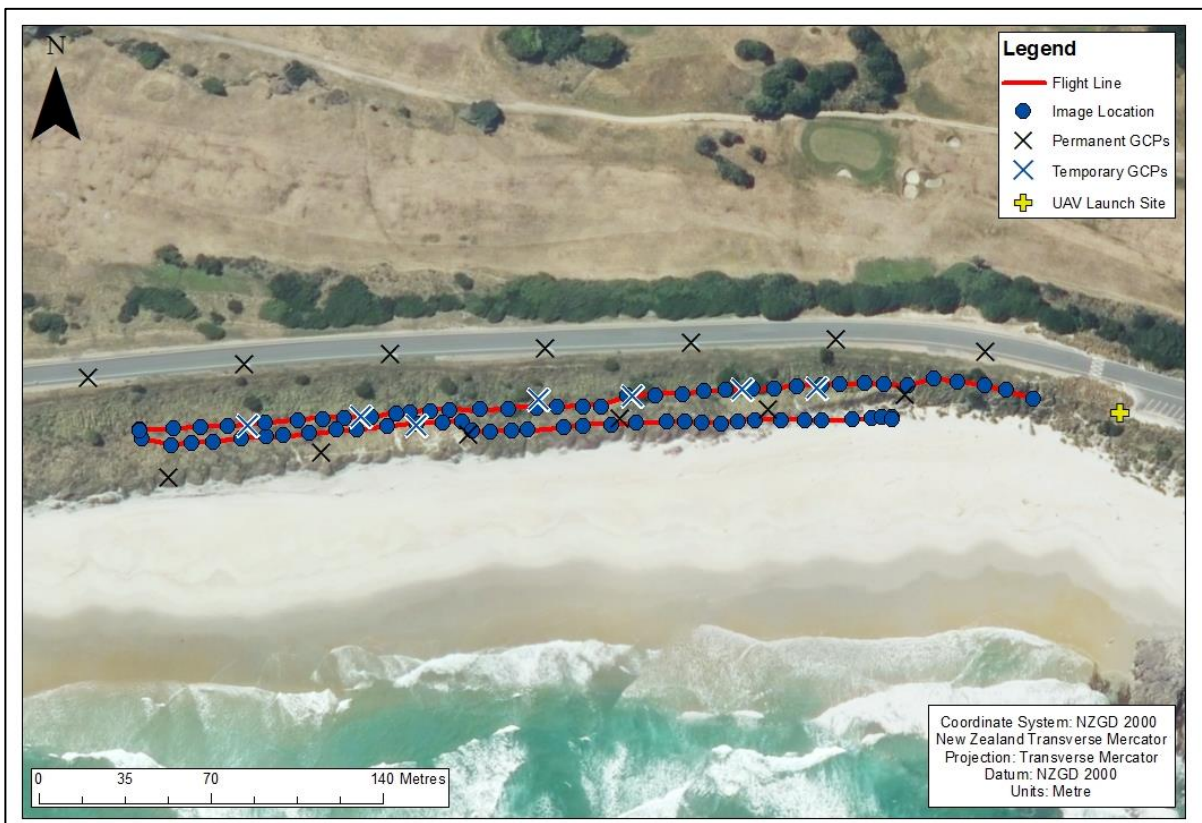 N
Legend
Flight Line
Image Location
Permanent GCPs
Temporary GCPs
UAV Launch Site
0 35 70 140 Metres
Coordinate System: NZGD 2000
New Zealand Transverse Mercator
Projection: Transverse Mercator
Datum: NZGD 2000
Units: Metre